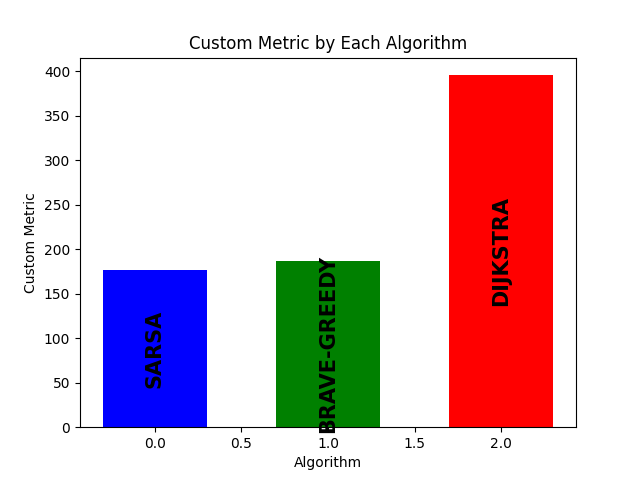 Custom Metric by Each Algorithm
400
350
300
250
200
150
100
50
0
Custom Metric
SARSA
BRAVE-GREEDY
DIJKSTRA
0.0 0.5 1.0 1.5 2.0
Algorithm